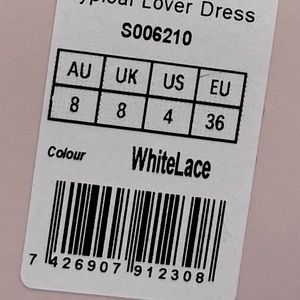 Lover Dress
S006210
AU UK US EU
8 8 4 36
Colour WhiteLace
7 426907 912308